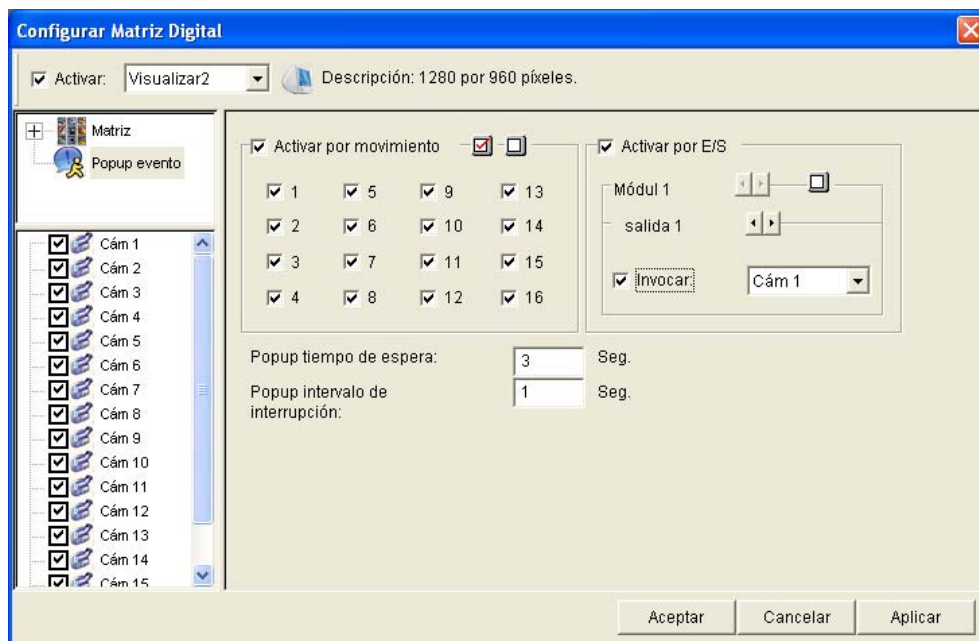 Configurar Matriz Digital
Activar: Visualizar2 Descripción: 1280 por 960 píxeles.
Matriz
Popup evento
Cám 1
Cám 2
Cám 3
Cám 4
Cám 5
Cám 6
Cám 7
Cám 8
Cám 9
Cám 10
Cám 11
Cám 12
Cám 13
Cám 14
Cám 15
Activar por movimiento
1 5 9 13
2 6 10 14
3 7 11 15
4 8 12 16
Activar por E/S
Módul 1
salida 1
Invocar: Cám 1
Popup tiempo de espera: 3 Seg.
Popup intervalo de 1 Seg.
interrupción:
Aceptar Cancelar Aplicar